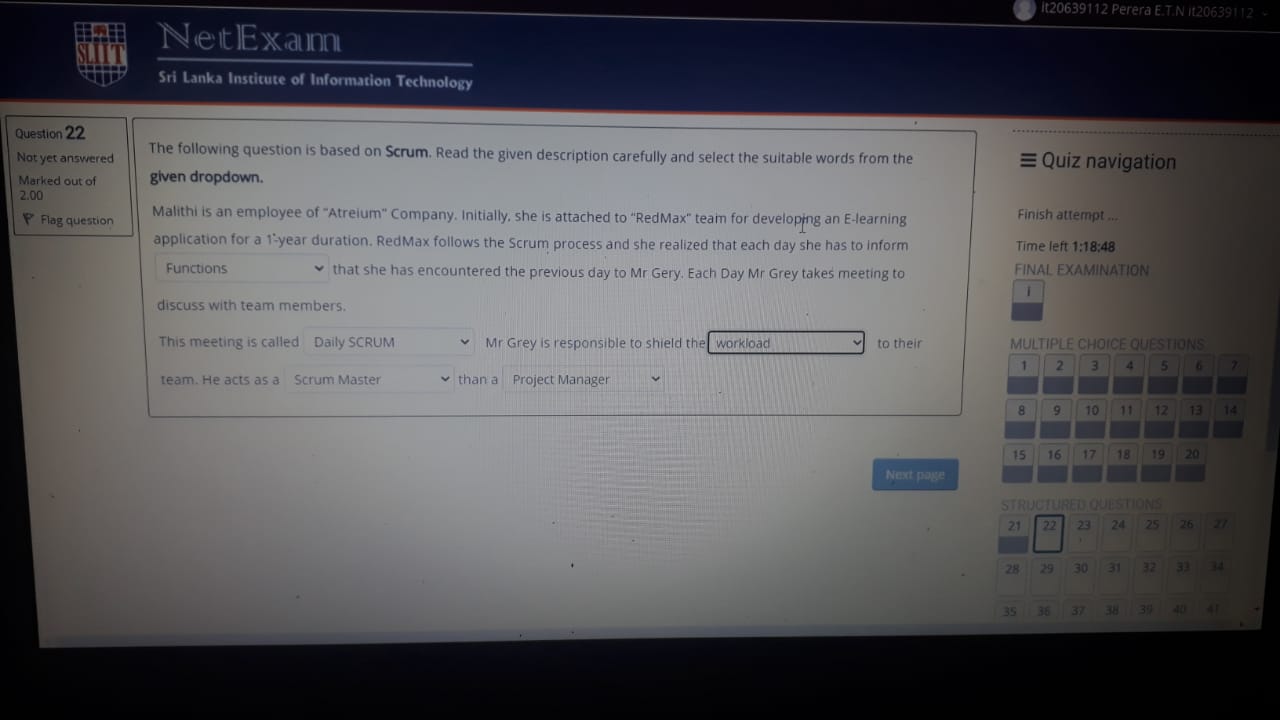 it20639112 Perera E.T.N it20639112
SLIIT
NetExam
Sri Lanka Institute of Information Technology
Question 22
Not yet answered
Marked out of
2.00
Flag question
The following question is based on Scrum. Read the given description carefully and select the suitable words from the
given dropdown.
Malithi is an employee of "Atreium" Company. Initially, she is attached to "RedMax" team for developing an E-learning
application for a 1-year duration. RedMax follows the Scrum process and she realized that each day she has to inform
Functions that she has encountered the previous day to Mr Gery. Each Day Mr Grey takes meeting to
discuss with team members.
This meeting is called Daily SCRUM Mr Grey is responsible to shield the workload to their
team. He acts as a Scrum Master than a Project Manager
Next page
Quiz navigation
Finish attempt ...
Time left 1:18:48
FINAL EXAMINATION
i
MULTIPLE CHOICE QUESTIONS
1 2 3 4 5 6 7
8 9 10 11 12 13 14
15 16 17 18 19 20
STRUCTURED QUESTIONS
21 22 23 24 25 26 27
28 29 30 31 32 33 34
35 36 37 38 39 40 41